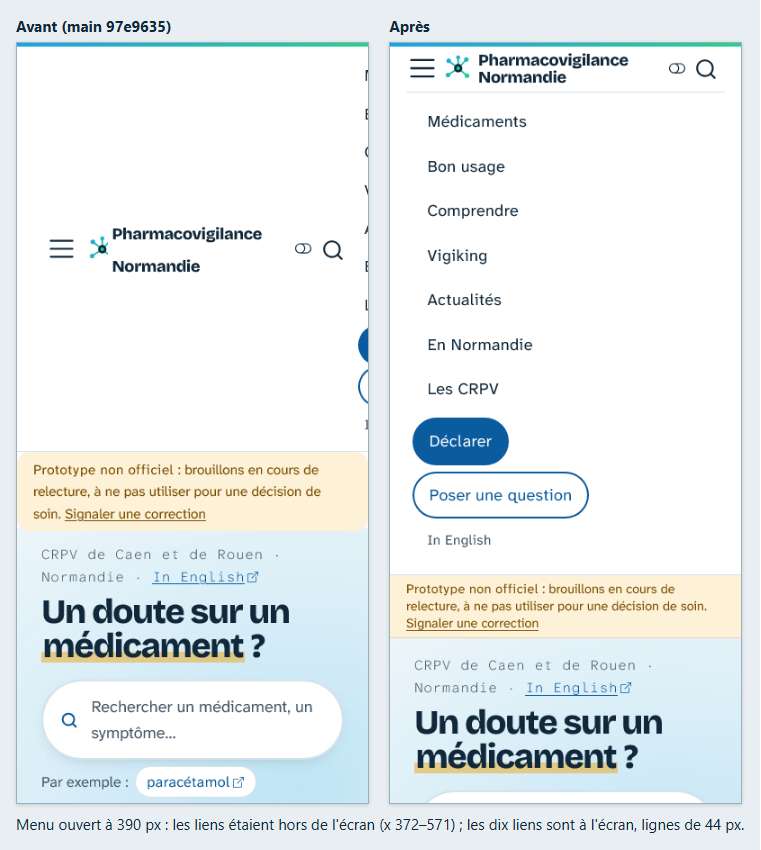 Avant (main 97e9635)
Pharmacovigilance
Normandie
Prototype non officiel : brouillons en cours de
relecture, à ne pas utiliser pour une décision de
soin. Signaler une correction
CRPV de Caen et de Rouen ·
Normandie · In English
Un doute sur un
médicament ?
Rechercher un médicament, un
symptôme...
Par exemple : paracétamol
Après
Pharmacovigilance
Normandie
Médicaments
Bon usage
Comprendre
Vigiking
Actualités
En Normandie
Les CRPV
Déclarer
Poser une question
In English
Prototype non officiel : brouillons en cours de
relecture, à ne pas utiliser pour une décision de soin.
Signaler une correction
CRPV de Caen et de Rouen ·
Normandie · In English
Un doute sur un
médicament ?
Menu ouvert à 390 px : les liens étaient hors de l'écran (x 372–571) ; les dix liens sont à l'écran, lignes de 44 px.